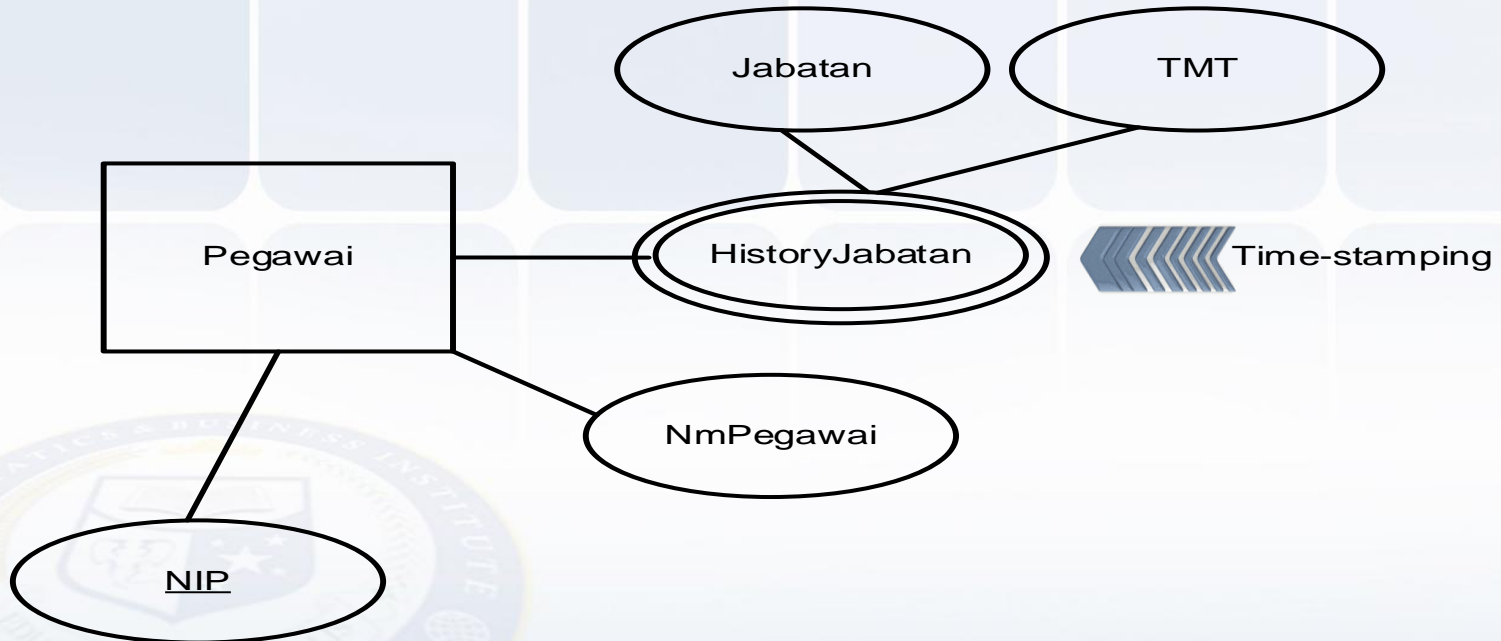 Jabatan
TMT
Pegawai
HistoryJabatan
Time-stamping
NmPegawai
NIP